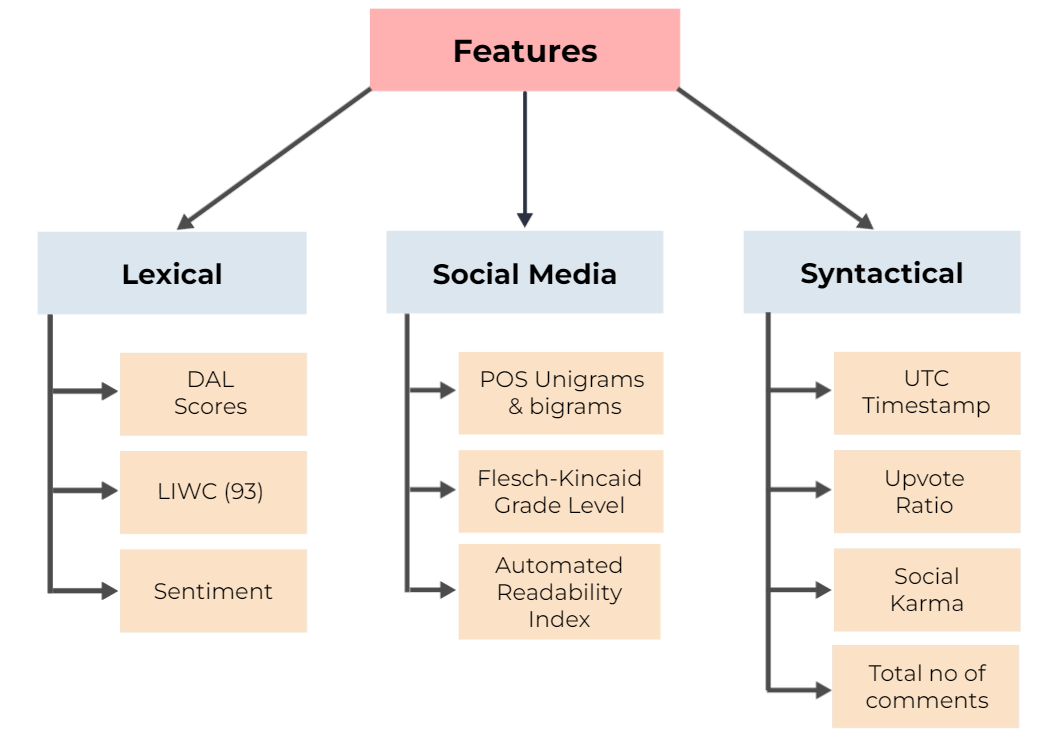 Features
Lexical
DAL
Scores
LIWC (93)
Sentiment
Social Media
POS Unigrams
& bigrams
Flesch-Kincaid
Grade Level
Automated
Readability
Index
Syntactical
UTC
Timestamp
Upvote
Ratio
Social
Karma
Total no of
comments